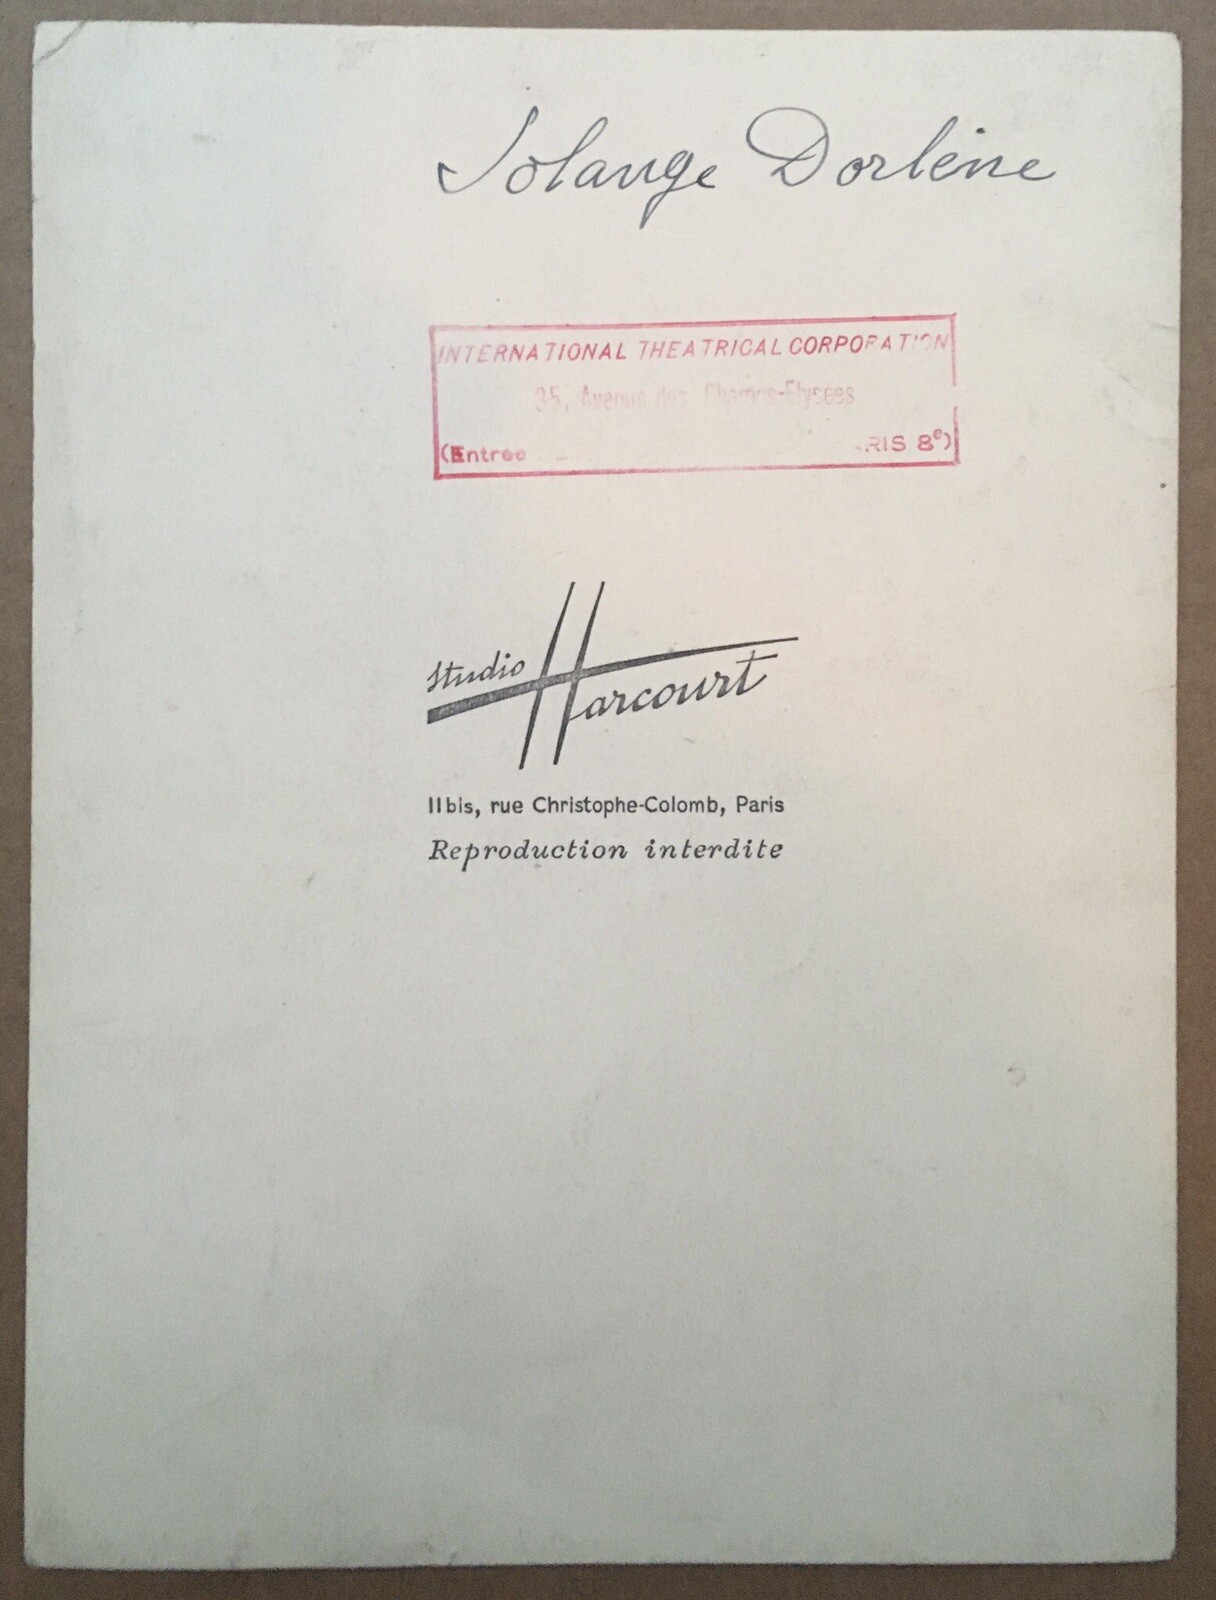 Solange Dorlène
INTERNATIONAL THEATRICAL CORPORATION
35, Avenue des Champs-Elysées
(Entrée RIS 8e)
Studio Harcourt
11bis, rue Christophe-Colomb, Paris
Reproduction interdite